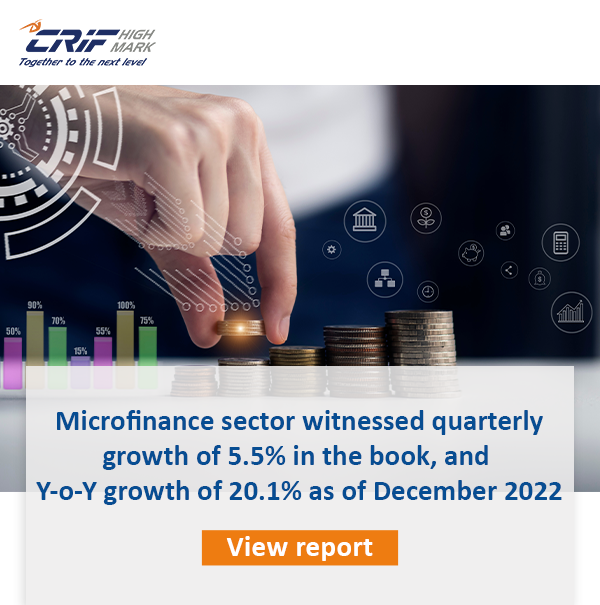 CRIF HIGH
MARK
Together to the next level
50%
90%
70%
15%
55%
100%
75%
Microfinance sector witnessed quarterly
growth of 5.5% in the book, and
Y-o-Y growth of 20.1% as of December 2022
View report